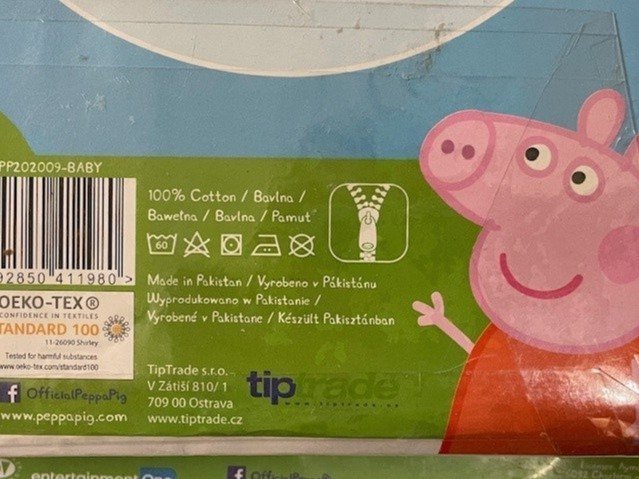 PP202009-BABY
100% Cotton / Bavlna /
Bawełna / Bavlna / Pamut
60
92850 411980 >
Made in Pakistan / Vyrobeno v Pákistánu
Wyprodukowano w Pakistanie /
Vyrobené v Pakistane / Készült Pakisztánban
OEKO-TEX®
CONFIDENCE IN TEXTILES
STANDARD 100
11-26090 Shirley
Tested for harmful substances
www.oeko-tex.com/standard100
OfficialPeppaPig
www.peppapig.com
TipTrade s.r.o.
V Zátiší 810/1
709 00 Ostrava
www.tiptrade.cz
tiptrade
www.tiptrade.cz
entertainment One